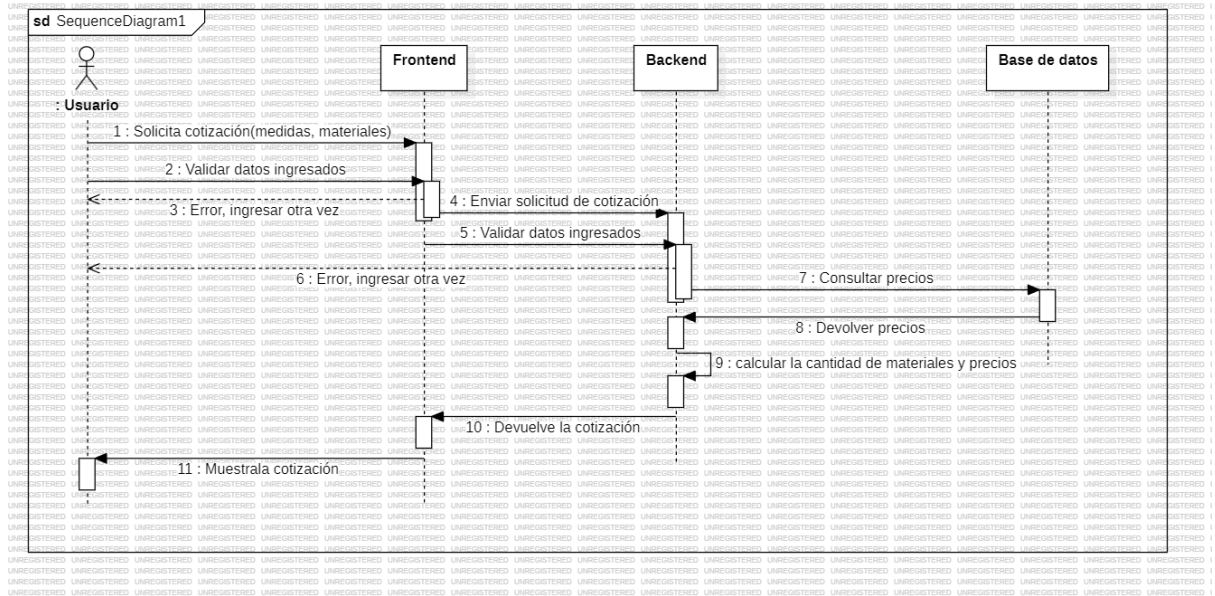 sd SequenceDiagram1
Frontend
Backend
Base de datos
: Usuario
1 : Solicita cotización(medidas, materiales)
2 : Validar datos ingresados
3 : Error, ingresar otra vez
4 : Enviar solicitud de cotización
5 : Validar datos ingresados
6 : Error, ingresar otra vez
7 : Consultar precios
8 : Devolver precios
9 : calcular la cantidad de materiales y precios
10 : Devuelve la cotización
11 : Muestrala cotización
UNREGISTERED